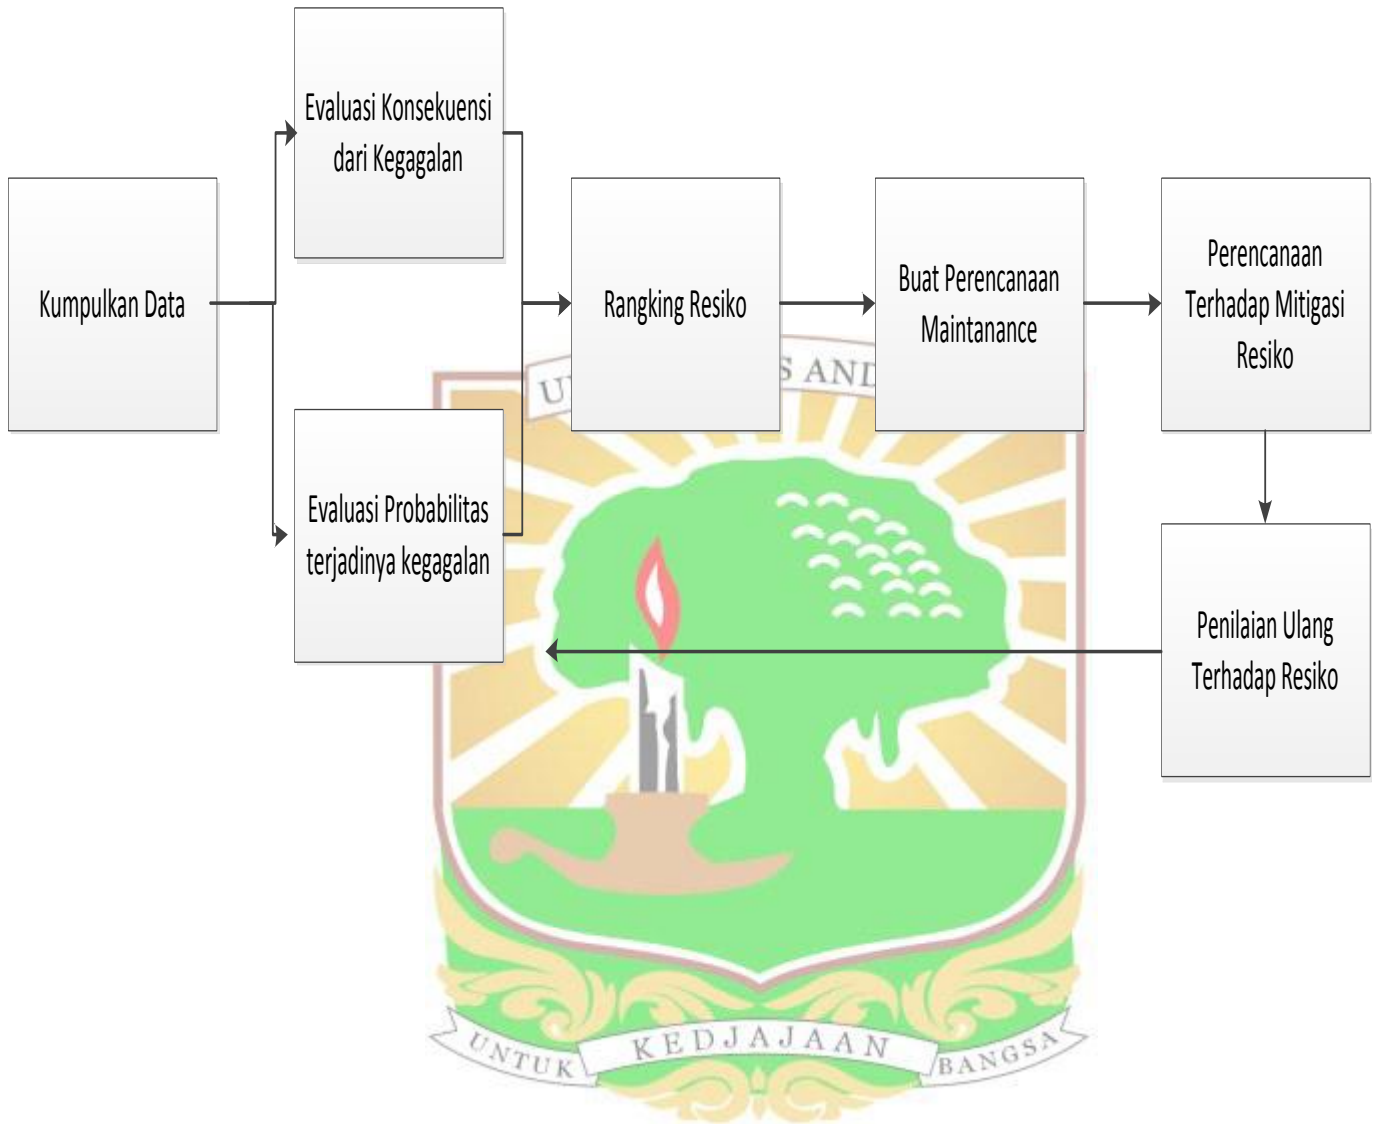 Evaluasi Konsekuensi
dari Kegagalan
Kumpulkan Data
Evaluasi Probabilitas
terjadinya kegagalan
Rangking Resiko
Buat Perencanaan
Maintanance
Perencanaan
Terhadap Mitigasi
Resiko
Penilaian Ulang
Terhadap Resiko
UNTUK KEDJAJAAN BANGSA